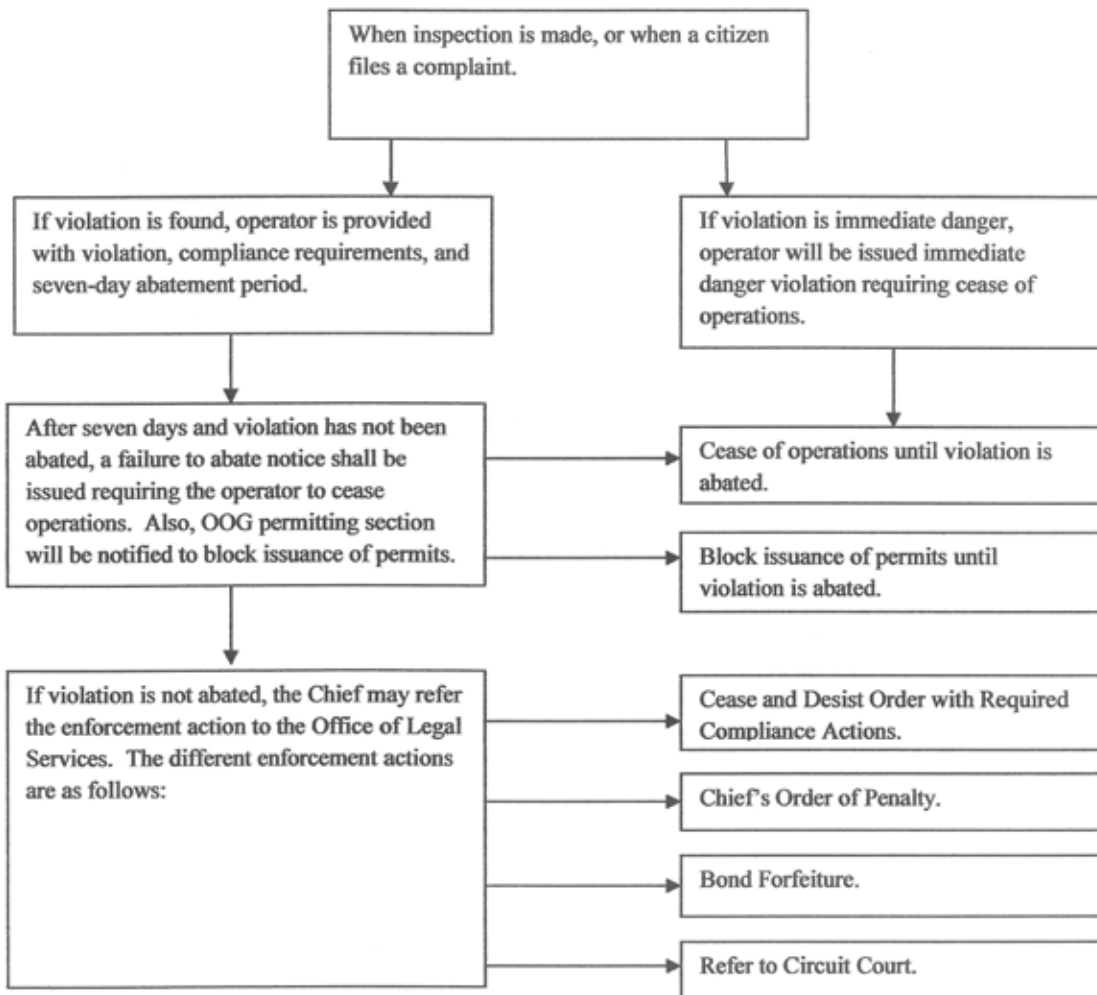 When inspection is made, or when a citizen
files a complaint.
If violation is found, operator is provided
with violation, compliance requirements, and
seven-day abatement period.
If violation is immediate danger,
operator will be issued immediate
danger violation requiring cease of
operations.
After seven days and violation has not been
abated, a failure to abate notice shall be
issued requiring the operator to cease
operations. Also, OOG permitting section
will be notified to block issuance of permits.
Cease of operations until violation is
abated.
Block issuance of permits until
violation is abated.
If violation is not abated, the Chief may refer
the enforcement action to the Office of Legal
Services. The different enforcement actions
are as follows:
Cease and Desist Order with Required
Compliance Actions.
Chief's Order of Penalty.
Bond Forfeiture.
Refer to Circuit Court.